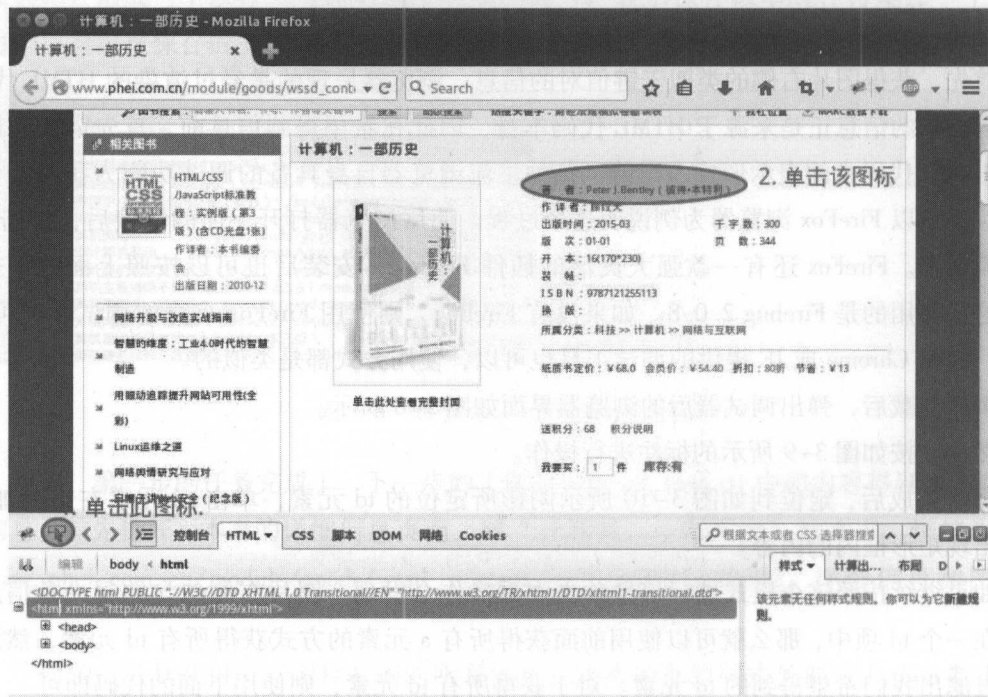 计算机：一部历史 - Mozilla Firefox
计算机：一部历史 ×
www.phei.com.cn/module/goods/wssd_conti
Search
相关图书
HTML/CSS
/JavaScript标准教
程：实例版（第3
版）(含CD光盘1张)
作译者：本书编委
会
出版日期：2010-12
网络升级与改造实战指南
智慧的维度：工业4.0时代的智慧
制造
用眼动追踪提升网站可用性(全
彩)
Linux运维之道
网络舆情研究与应对
计算机：一部历史
HTML
CSS
计算机：
一部历史
单击此处查看完整封面
著 者：Peter J.Bentley（彼得•本特利）
2. 单击该图标
作 译 者：顾纹天
出版时间：2015-03 千 字 数：300
版 次：01-01 页 数：344
开 本：16(170*230)
装 帧：
I S B N：9787121255113
换 版：
所属分类：科技 >> 计算机 >> 网络与互联网
纸质书定价：￥68.0 会员价：￥54.40 折扣：80折 节省：￥13
送积分：68 积分说明
我要买： 1 件 库存:有
1. 单击此图标.
控制台 HTML CSS 脚本 DOM 网络 Cookies
根据文本或者 CSS 选择器搜索
编辑 body < html
样式 计算出... 布局 D
<!DOCTYPE html PUBLIC "-//W3C//DTD XHTML 1.0 Transitional//EN" "http://www.w3.org/TR/xhtml1/DTD/xhtml1-transitional.dtd">
<html xmlns="http://www.w3.org/1999/xhtml">
<head>
<body>
</html>
该元素无任何样式规则。你可以为它新建规
则。